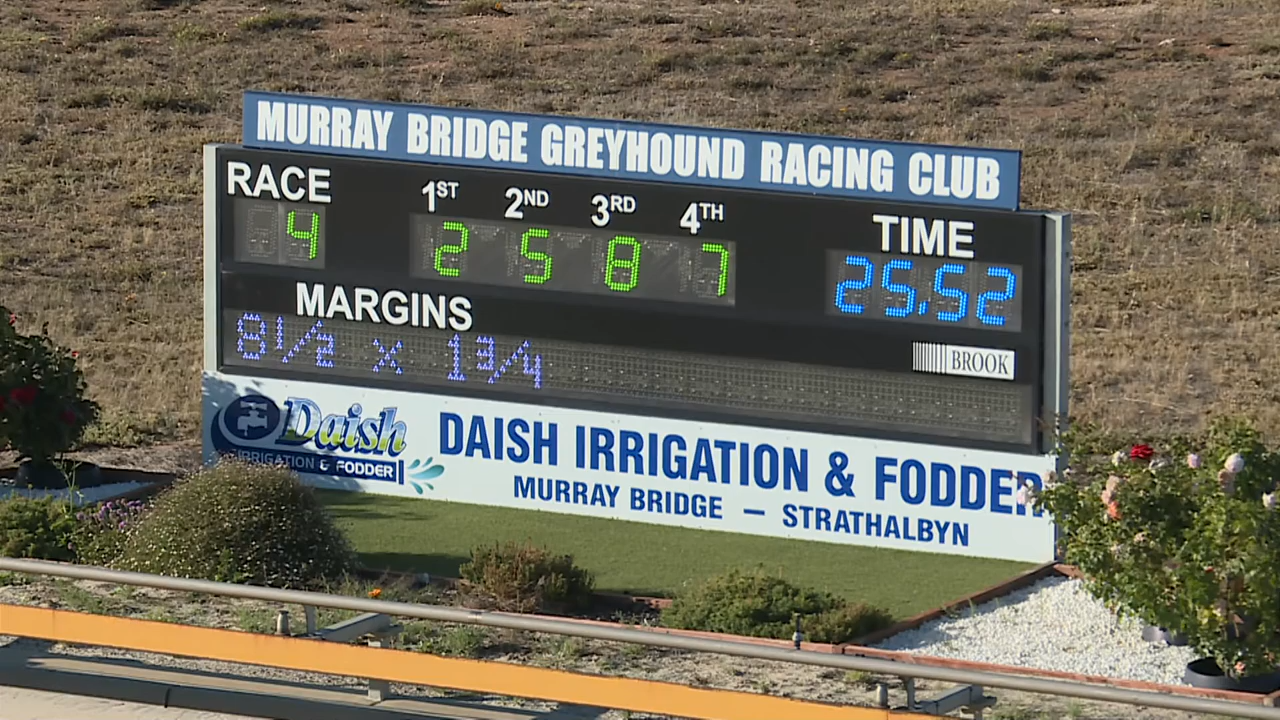 MURRAY BRIDGE GREYHOUND RACING CLUB
RACE 1ST 2ND 3RD 4TH TIME
4 2 5 8 7 25.52
MARGINS
8 1/2 x 1 3/4
BROOK
Daish
IRRIGATION & FODDER
DAISH IRRIGATION & FODDER
MURRAY BRIDGE – STRATHALBYN